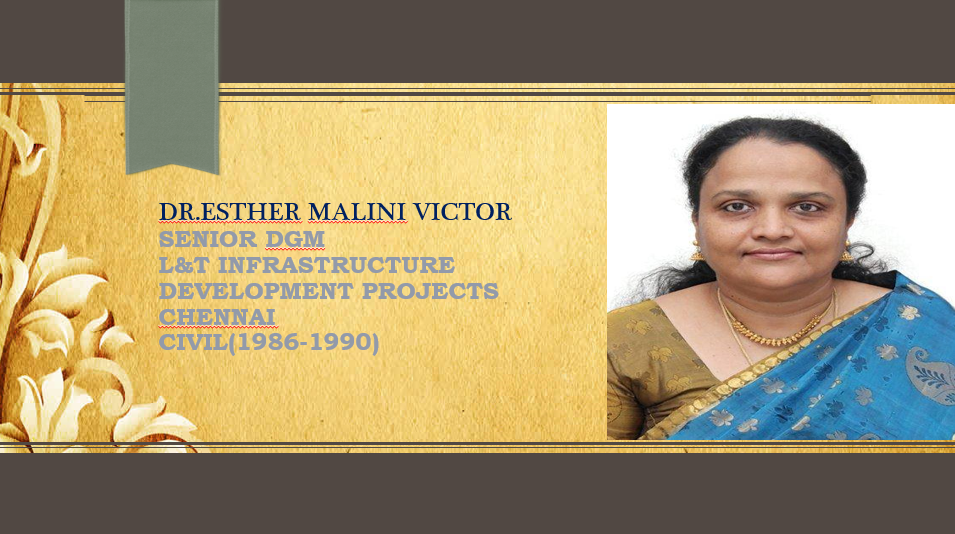 DR.ESTHER MALINI VICTOR
SENIOR DGM
L&T INFRASTRUCTURE
DEVELOPMENT PROJECTS
CHENNAI
CIVIL(1986-1990)